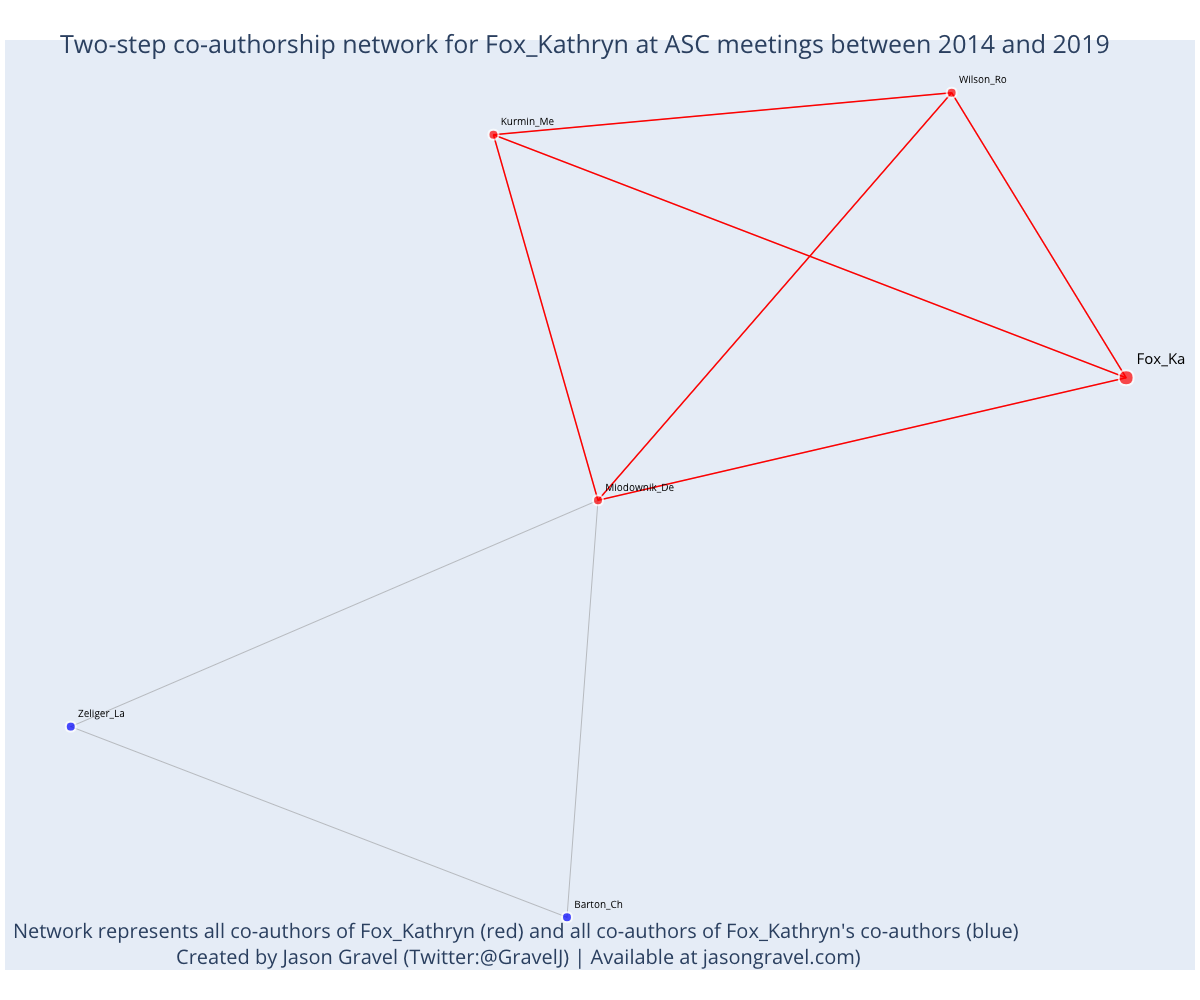 Two-step co-authorship network for Fox_Kathryn at ASC meetings between 2014 and 2019
Wilson_Ro
Kurmin_Me
Fox_Ka
Miodownik_De
Zeliger_La
Barton_Ch
Network represents all co-authors of Fox_Kathryn (red) and all co-authors of Fox_Kathryn's co-authors (blue)
Created by Jason Gravel (Twitter:@GravelJ) | Available at jasongravel.com)